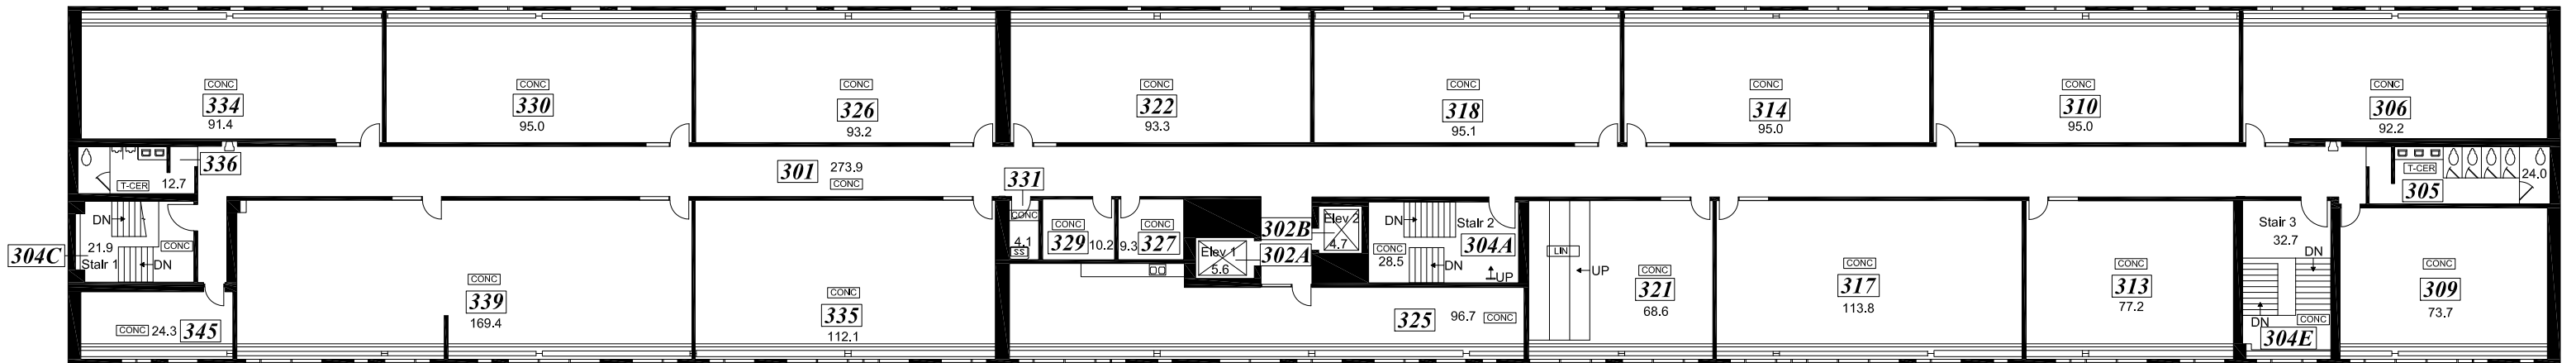 CONC
334
91.4
CONC
330
95.0
CONC
326
93.2
CONC
322
93.3
CONC
318
95.1
CONC
314
95.0
CONC
310
95.0
CONC
306
92.2
336
T-CER
12.7
301
273.9
CONC
331
CONC
4.1
SS
CONC
329
10.2
CONC
9.3
327
302B
302A
Elev 1
5.6
Elev 2
4.7
DN
Stair 2
304A
CONC
28.5
DN
UP
T-CER
305
24.0
DN
21.9
CONC
304C
Stair 1
DN
CONC
24.3
345
CONC
339
169.4
CONC
335
112.1
325
96.7
CONC
LIN
UP
CONC
321
68.6
CONC
317
113.8
CONC
313
77.2
Stair 3
32.7
DN
DN
CONC
304E
CONC
309
73.7